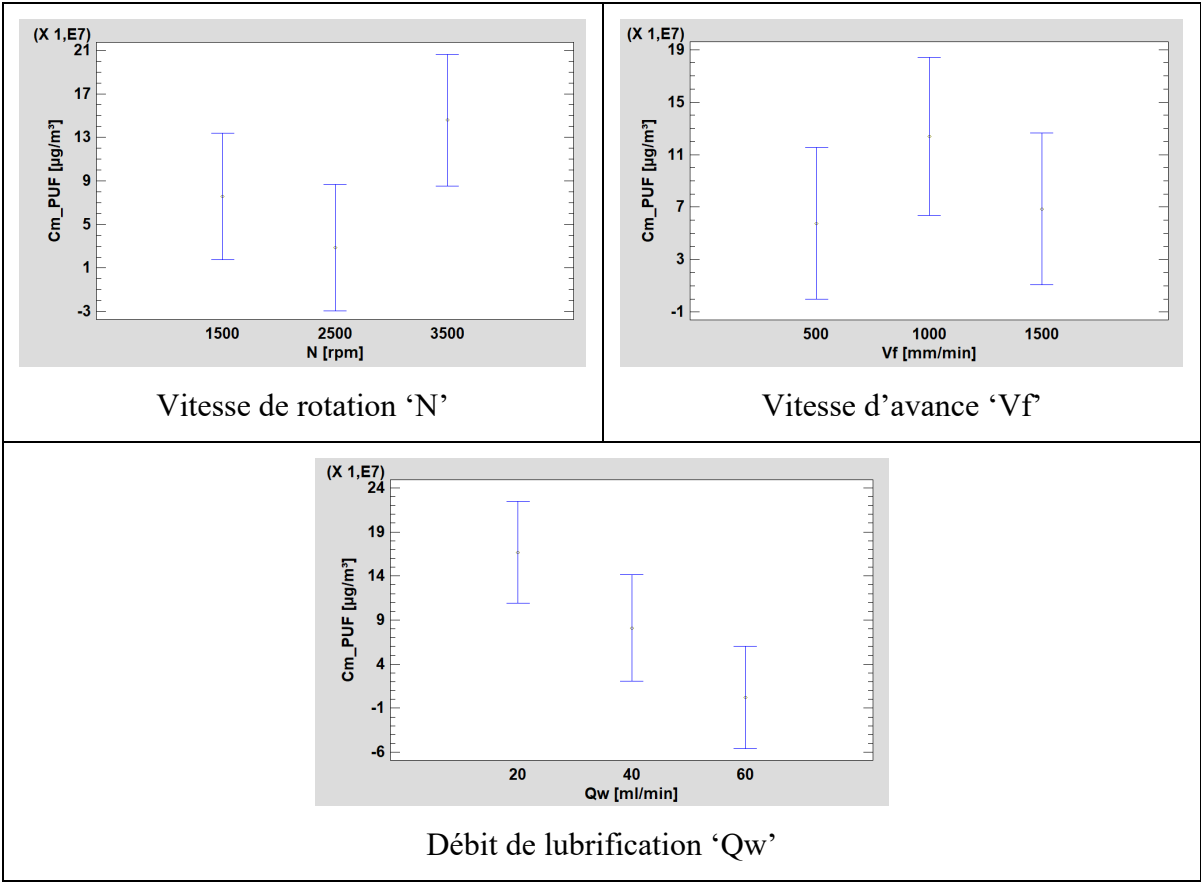 (X 1,E7)
21
17
13
9
5
1
-3
Cm_PUF [µg/m³]
1500 2500 3500
N [rpm]
Vitesse de rotation ‘N’
(X 1,E7)
19
15
11
7
3
-1
Cm_PUF [µg/m³]
500 1000 1500
Vf [mm/min]
Vitesse d’avance ‘Vf’
(X 1,E7)
24
19
14
9
4
-1
-6
Cm_PUF [µg/m³]
20 40 60
Qw [ml/min]
Débit de lubrification ‘Qw’